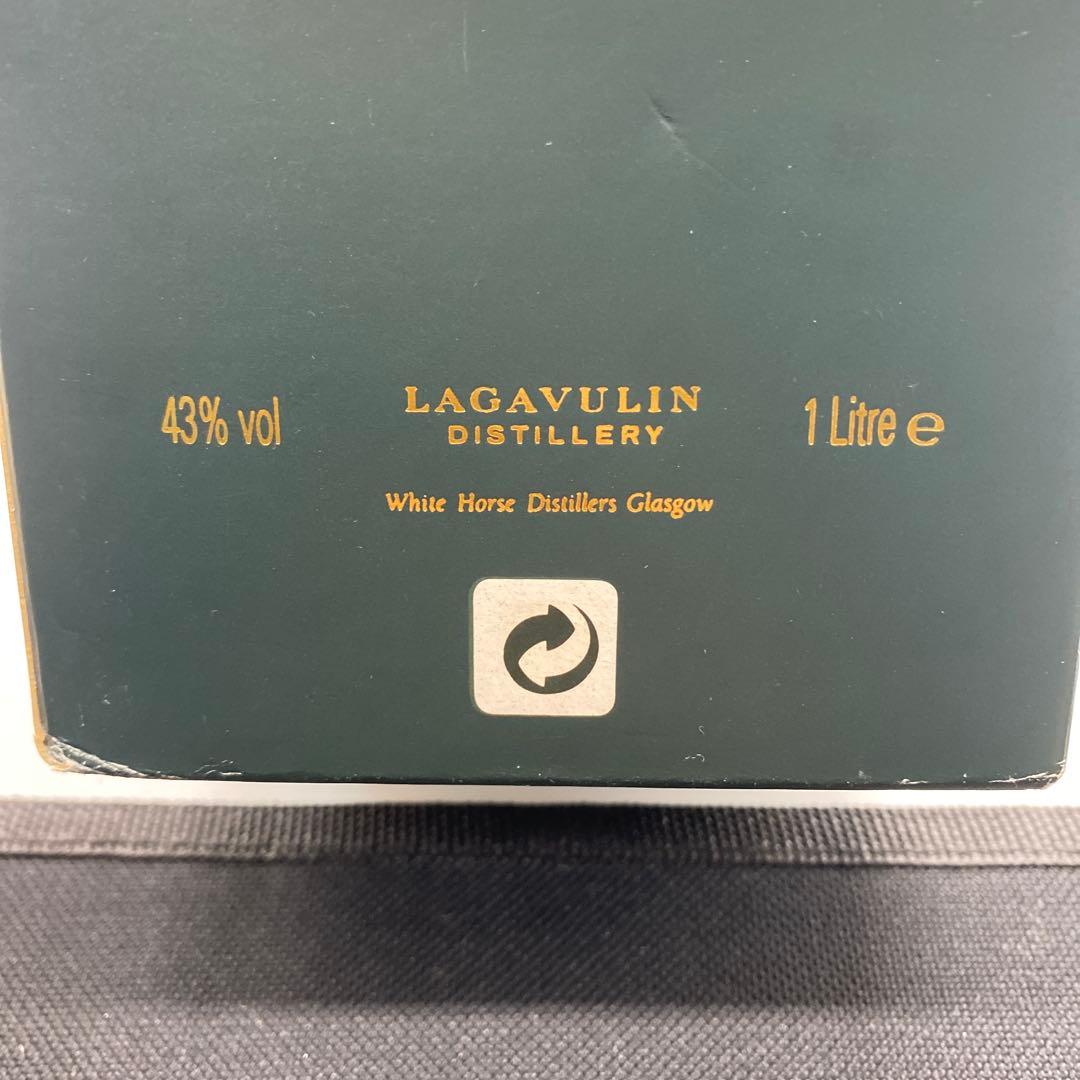 43% vol
LAGAVULIN
DISTILLERY
1 Litre ℮
White Horse Distillers Glasgow